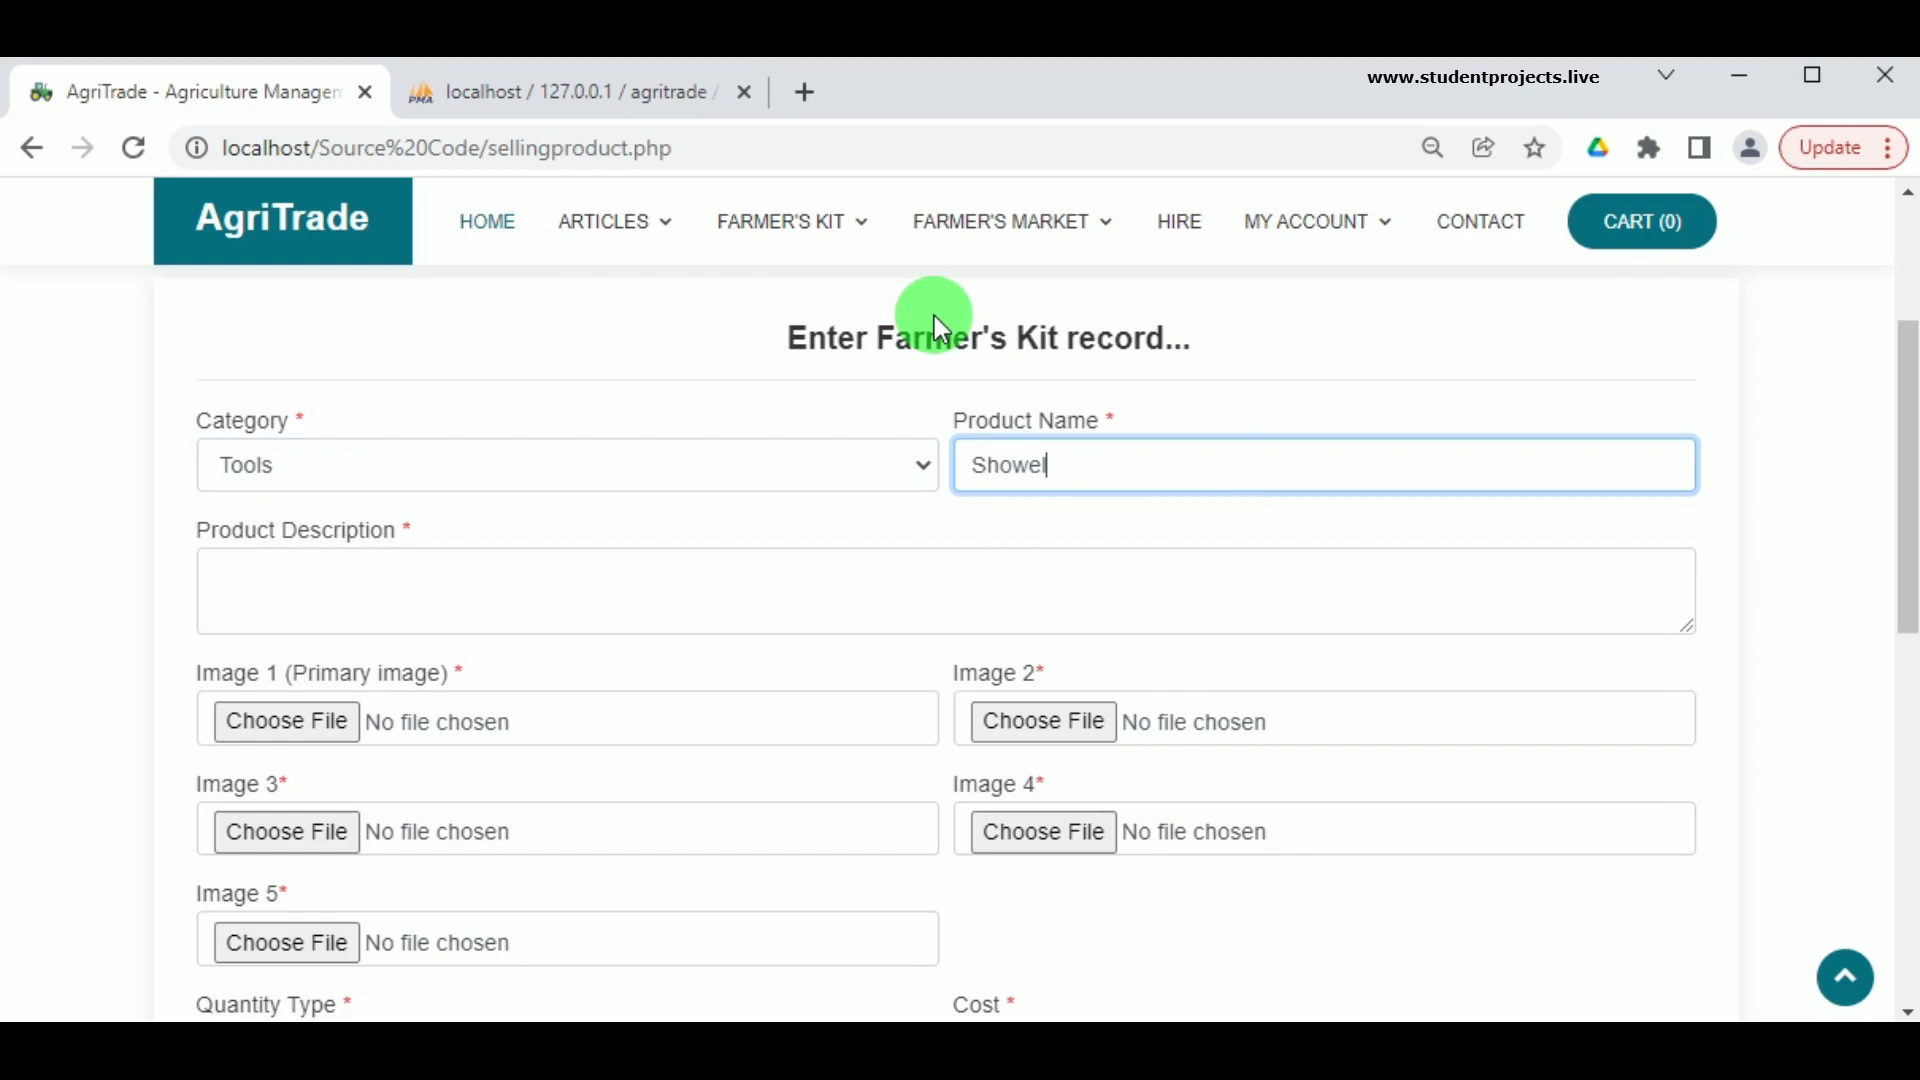 www.studentprojects.live
AgriTrade - Agriculture Managen
PMA localhost / 127.0.0.1 / agritrade /
localhost/Source%20Code/sellingproduct.php
Update
AgriTrade
HOME ARTICLES FARMER'S KIT FARMER'S MARKET HIRE MY ACCOUNT CONTACT CART (0)
Enter Farmer's Kit record...
Category * Product Name *
Tools Showel
Product Description *
Image 1 (Primary image) * Image 2*
Choose File No file chosen Choose File No file chosen
Image 3* Image 4*
Choose File No file chosen Choose File No file chosen
Image 5*
Choose File No file chosen
Quantity Type * Cost *